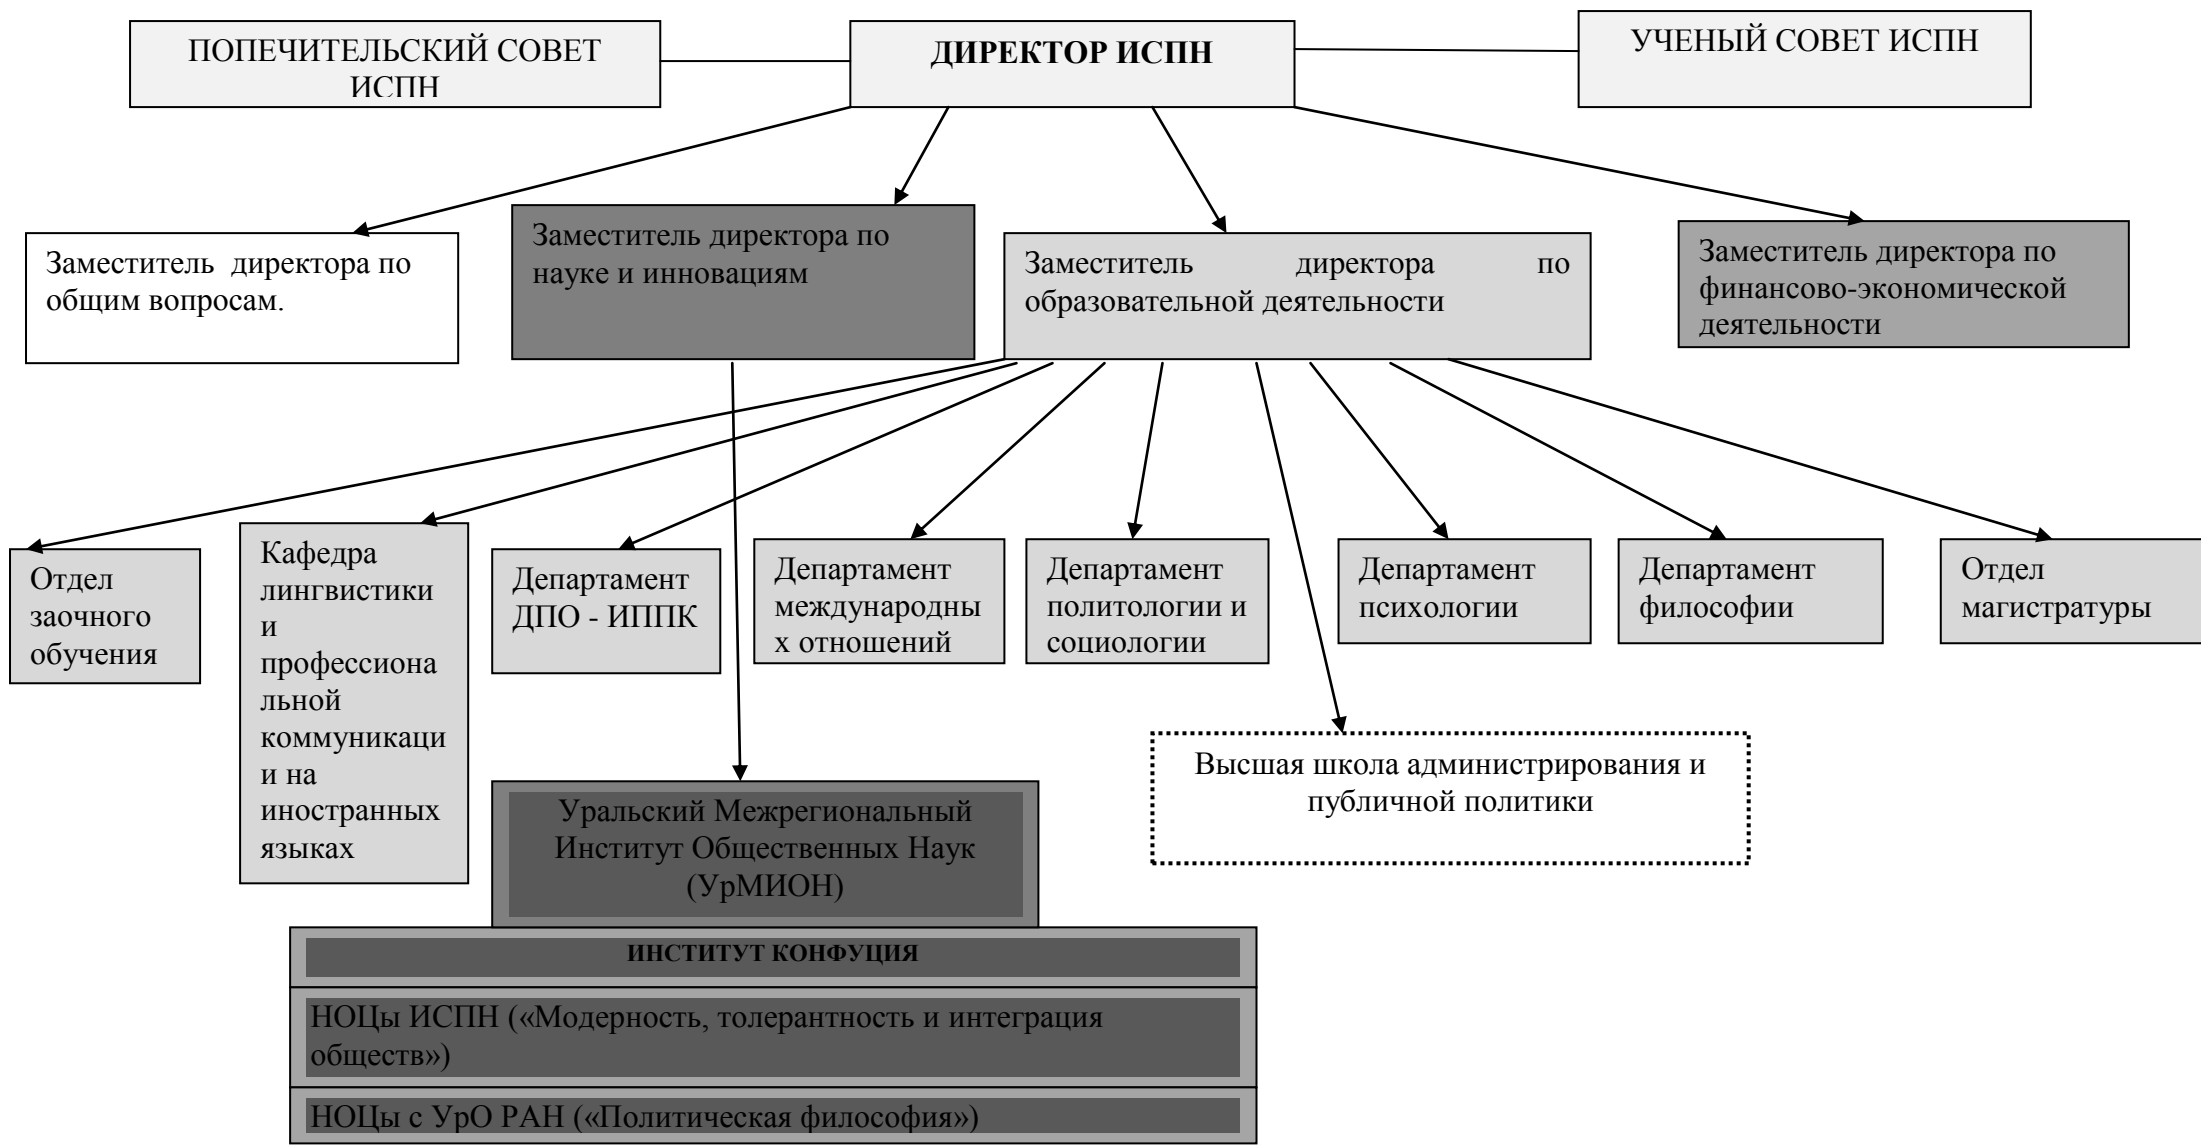 ПОПЕЧИТЕЛЬСКИЙ СОВЕТ
ИСПН
ДИРЕКТОР ИСПН
УЧЕНЫЙ СОВЕТ ИСПН
Заместитель директора по
общим вопросам.
Заместитель директора по
науке и инновациям
Заместитель директора по
образовательной деятельности
Заместитель директора по
финансово-экономической
деятельности
Отдел
заочного
обучения
Кафедра
лингвистики
и
профессиона
льной
коммуникаци
и на
иностранных
языках
Департамент
ДПО - ИППК
Департамент
международны
х отношений
Департамент
политологии и
социологии
Департамент
психологии
Департамент
философии
Отдел
магистратуры
Высшая школа администрирования и
публичной политики
Уральский Межрегиональный
Институт Общественных Наук
(УрМИОН)
ИНСТИТУТ КОНФУЦИЯ
НОЦы ИСПН («Модерность, толерантность и интеграция
обществ»)
НОЦы с УрО РАН («Политическая философия»)